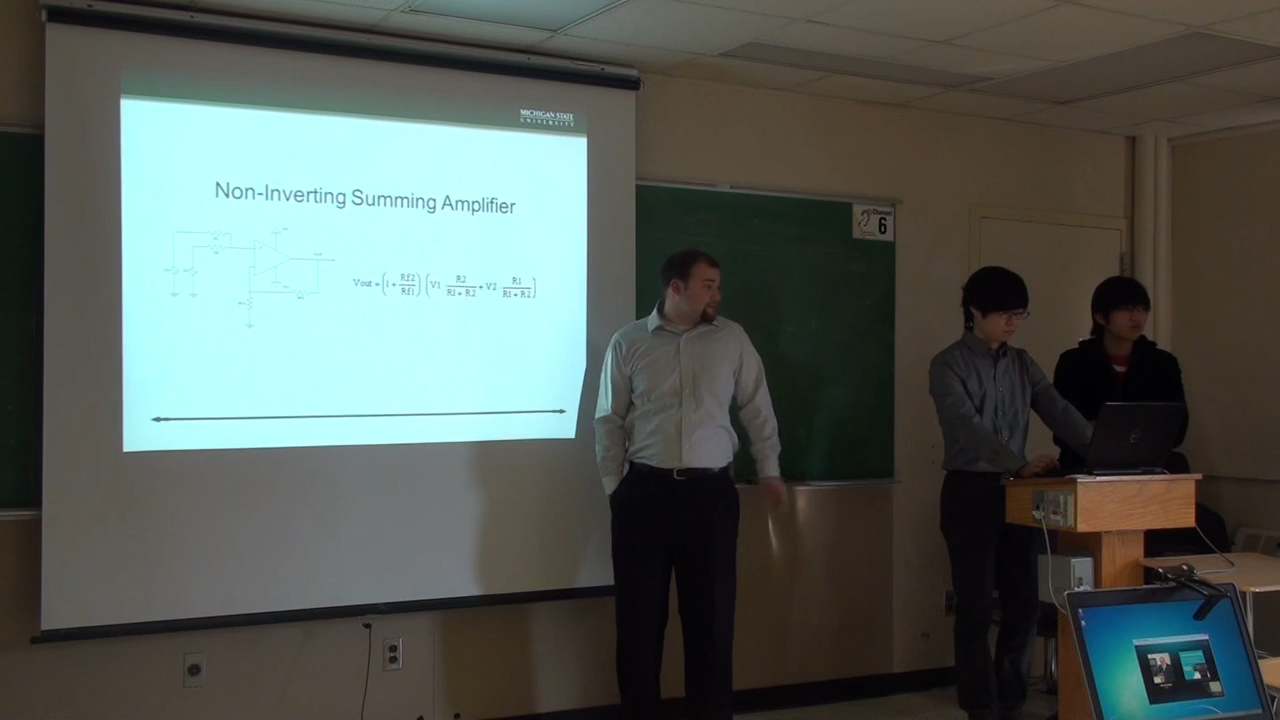 MICHIGAN STATE
UNIVERSITY
Non-Inverting Summing Amplifier
Vout = (1 + Rf2/Rf1) (V1 R2/(R1 + R2) + V2 R1/(R1 + R2))
Channel
6